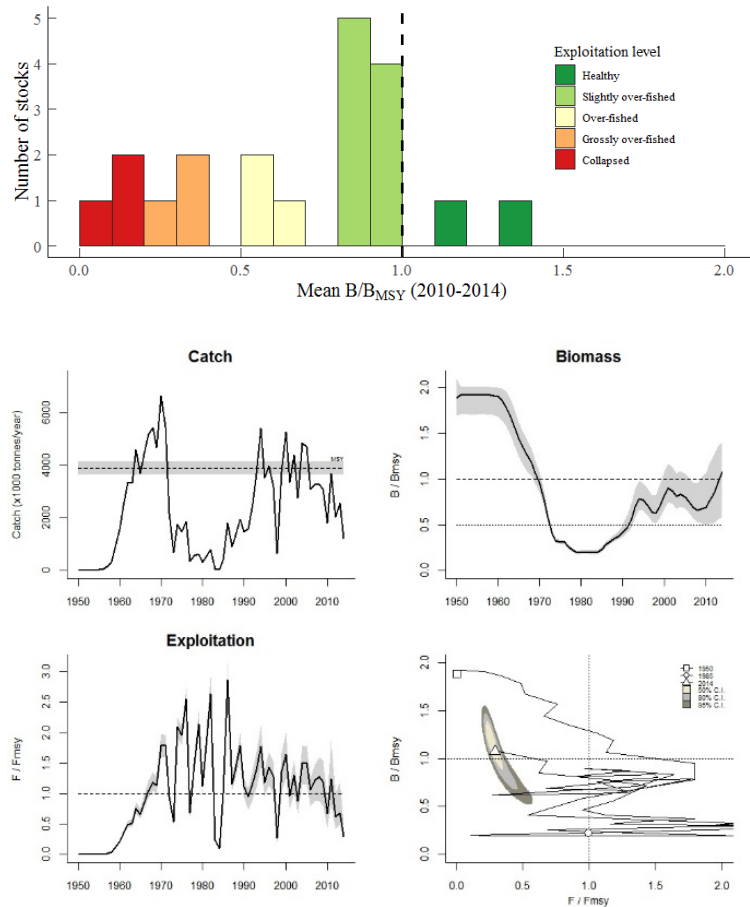 5
4
3
2
1
0
Number of stocks
Exploitation level
Healthy
Slightly over-fished
Over-fished
Grossly over-fished
Collapsed
0.0 0.5 1.0 1.5 2.0
Mean B/BMSY (2010-2014)
Catch
Catch (x1000 tonnes/year)
6000
4000
2000
0
MSY
1950 1960 1970 1980 1990 2000 2010
Biomass
B / Bmsy
2.0
1.5
1.0
0.5
0.0
1950 1960 1970 1980 1990 2000 2010
Exploitation
F / Fmsy
3.0
2.5
2.0
1.5
1.0
0.5
0.0
1950 1960 1970 1980 1990 2000 2010
B / Bmsy
2.0
1.5
1.0
0.5
0.0
1950
2014
50% C.I.
80% C.I.
95% C.I.
0.0 0.5 1.0 1.5 2.0
F / Fmsy